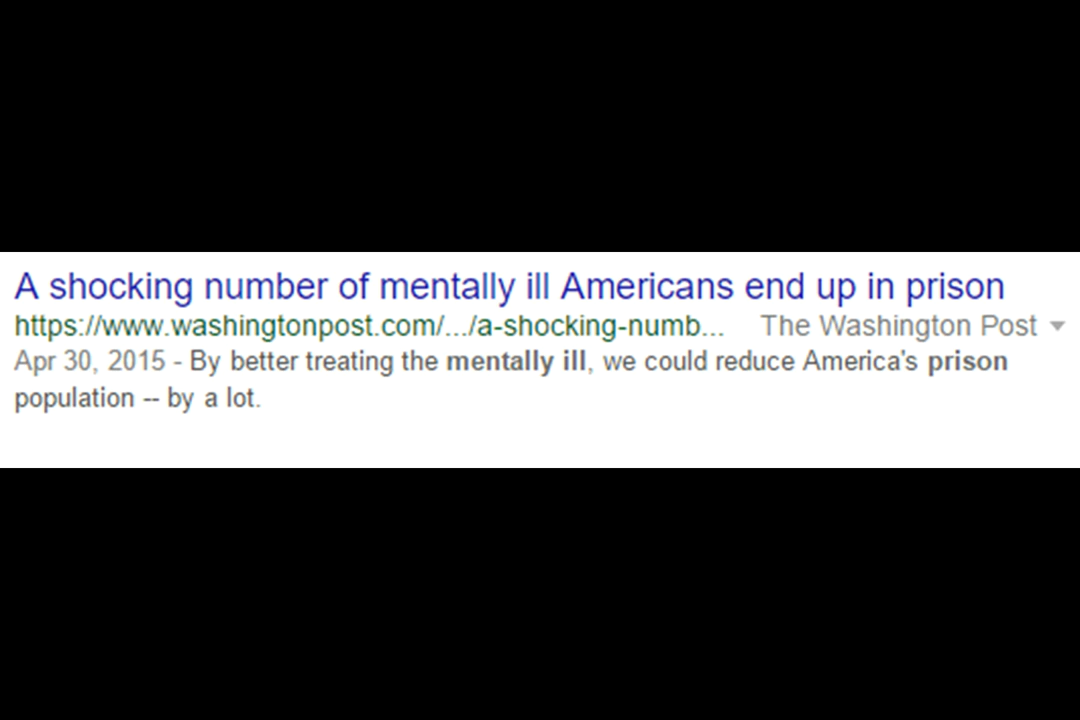 A shocking number of mentally ill Americans end up in prison
https://www.washingtonpost.com/.../a-shocking-numb... The Washington Post
Apr 30, 2015 - By better treating the mentally ill, we could reduce America's prison
population -- by a lot.